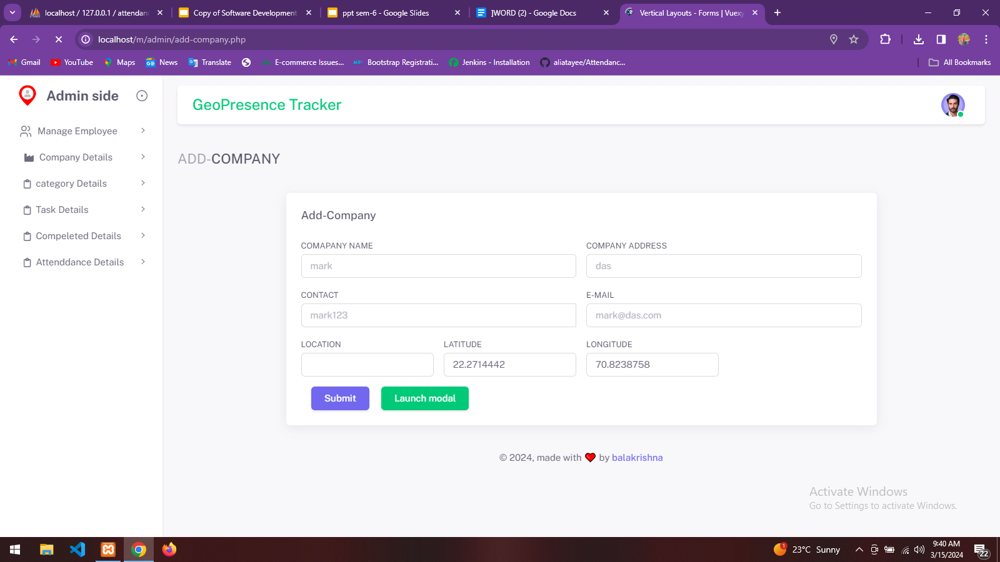 localhost / 127.0.0.1 / attendan
Copy of Software Development
ppt sem-6 - Google Slides
]WORD (2) - Google Docs
Vertical Layouts - Forms | Vuexy
localhost/m/admin/add-company.php
Gmail
YouTube
Maps
News
Translate
E-commerce Issues...
Bootstrap Registrati...
Jenkins - Installation
aliatayee/Attendanc...
All Bookmarks
Admin side
GeoPresence Tracker
Manage Employee
Company Details
category Details
Task Details
Compeleted Details
Attenddance Details
ADD-COMPANY
Add-Company
COMAPANY NAME
COMPANY ADDRESS
mark
das
CONTACT
E-MAIL
mark123
mark@das.com
LOCATION
LATITUDE
LONGITUDE
22.2714442
70.8238758
Submit
Launch modal
© 2024, made with ❤ by balakrishna
Activate Windows
Go to Settings to activate Windows.
1
23°C Sunny
9:40 AM
3/15/2024
22